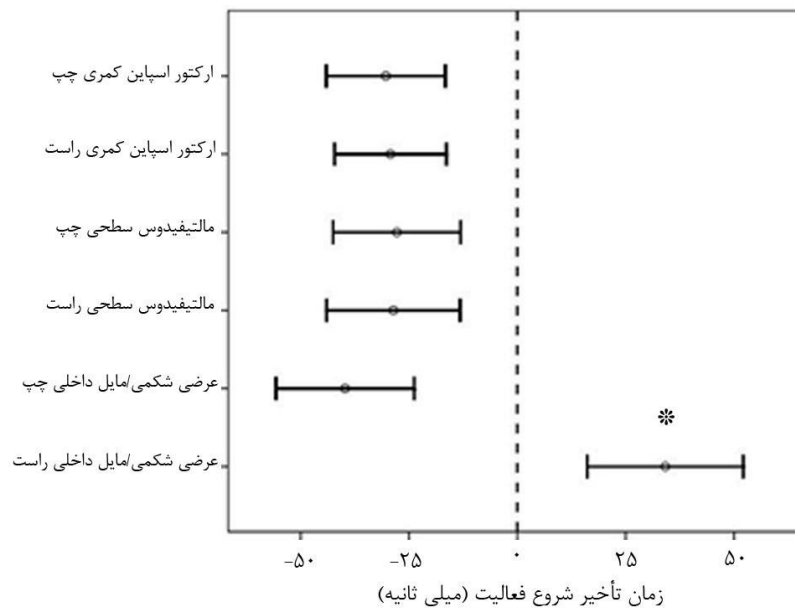 ارکتور اسپاین کمری چپ
ارکتور اسپاین کمری راست
مالتیفیدوس سطحی چپ
مالتیفیدوس سطحی راست
عرضی شکمی/مایل داخلی چپ
عرضی شکمی/مایل داخلی راست
-۵۰ -۲۵ ۰ ۲۵ ۵۰
زمان تأخیر شروع فعالیت (میلی ثانیه)